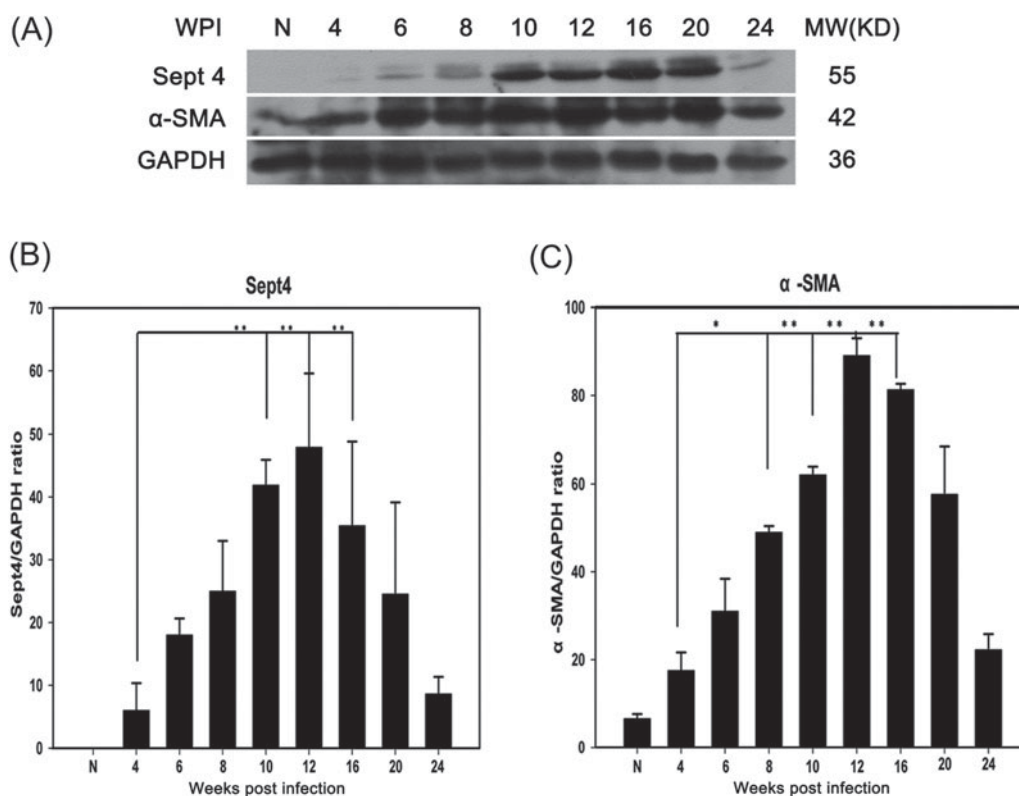 (A)
WPI N 4 6 8 10 12 16 20 24 MW(KD)
Sept 4 55
α-SMA 42
GAPDH 36
(B)
Sept4
70
60
50
40
30
20
10
0
Sept4/GAPDH ratio
** ** **
N 4 6 8 10 12 16 20 24
Weeks post infection
(C)
α -SMA
100
80
60
40
20
0
α -SMA/GAPDH ratio
* ** ** **
N 4 6 8 10 12 16 20 24
Weeks post infection